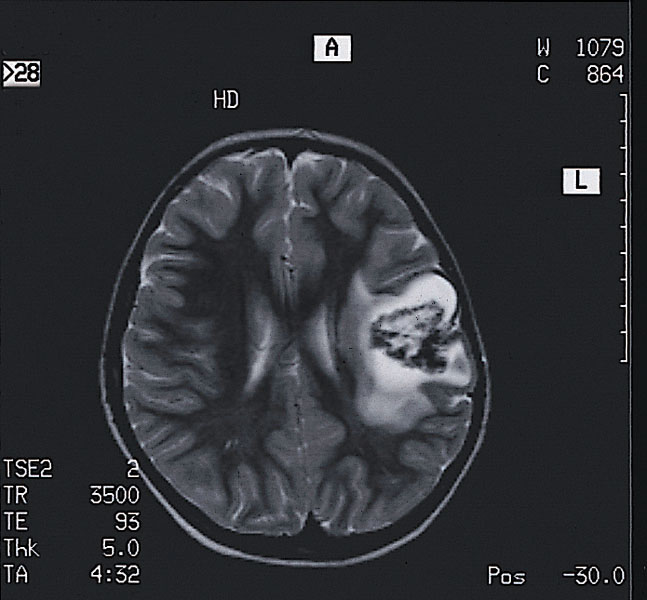 A
W 1079
C 864
>28
HD
L
TSE2 2
TR 3500
TE 93
Thk 5.0
TA 4:32
Pos -30.0